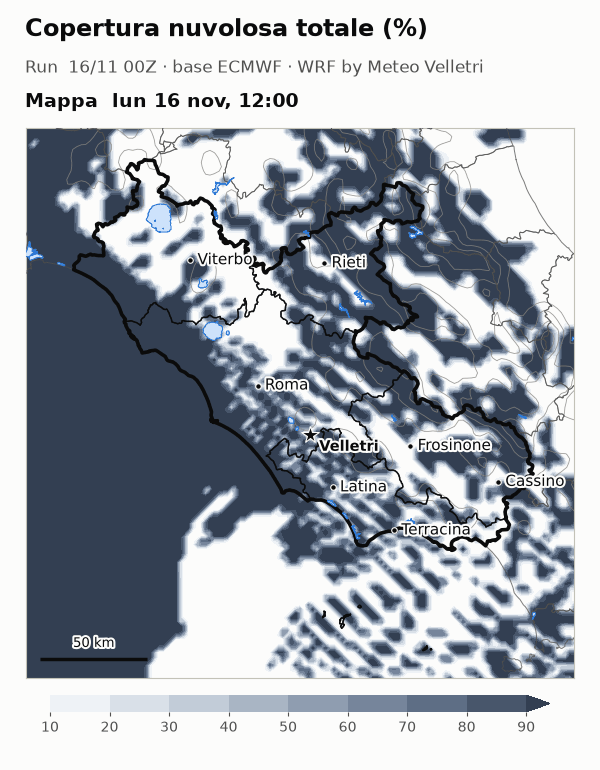 Copertura nuvolosa totale (%)
Run 16/11 00Z · base ECMWF · WRF by Meteo Velletri
Mappa lun 16 nov, 12:00
Viterbo
Rieti
Roma
Velletri
Frosinone
Latina
Cassino
Terracina
50 km
10 20 30 40 50 60 70 80 90